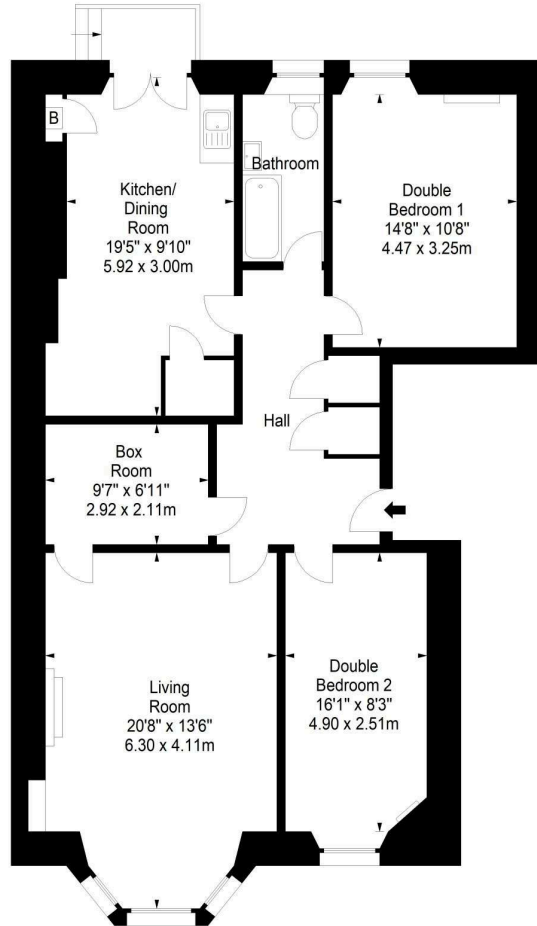 B
Kitchen/
Dining
Room
19'5" x 9'10"
5.92 x 3.00m
Bathroom
Double
Bedroom 1
14'8" x 10'8"
4.47 x 3.25m
Hall
Box
Room
9'7" x 6'11"
2.92 x 2.11m
Living
Room
20'8" x 13'6"
6.30 x 4.11m
Double
Bedroom 2
16'1" x 8'3"
4.90 x 2.51m